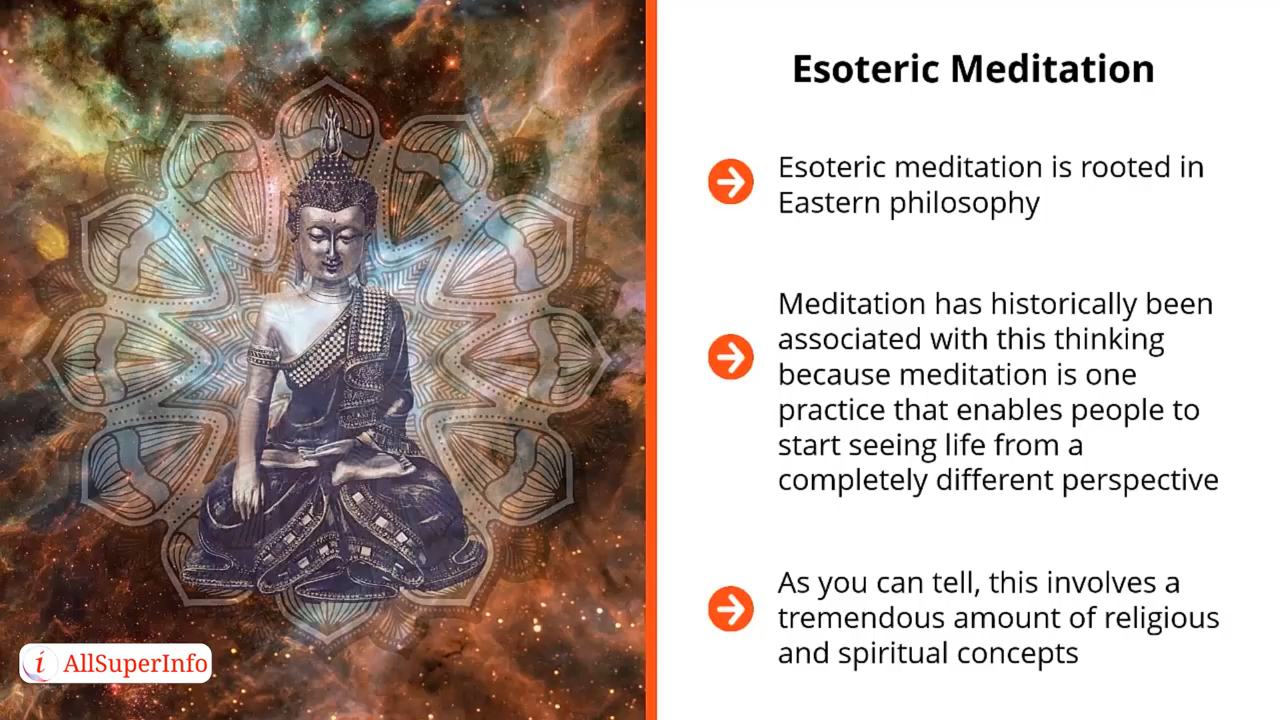 Esoteric Meditation
Esoteric meditation is rooted in
Eastern philosophy
Meditation has historically been
associated with this thinking
because meditation is one
practice that enables people to
start seeing life from a
completely different perspective
As you can tell, this involves a
tremendous amount of religious
and spiritual concepts
i AllSuperInfo